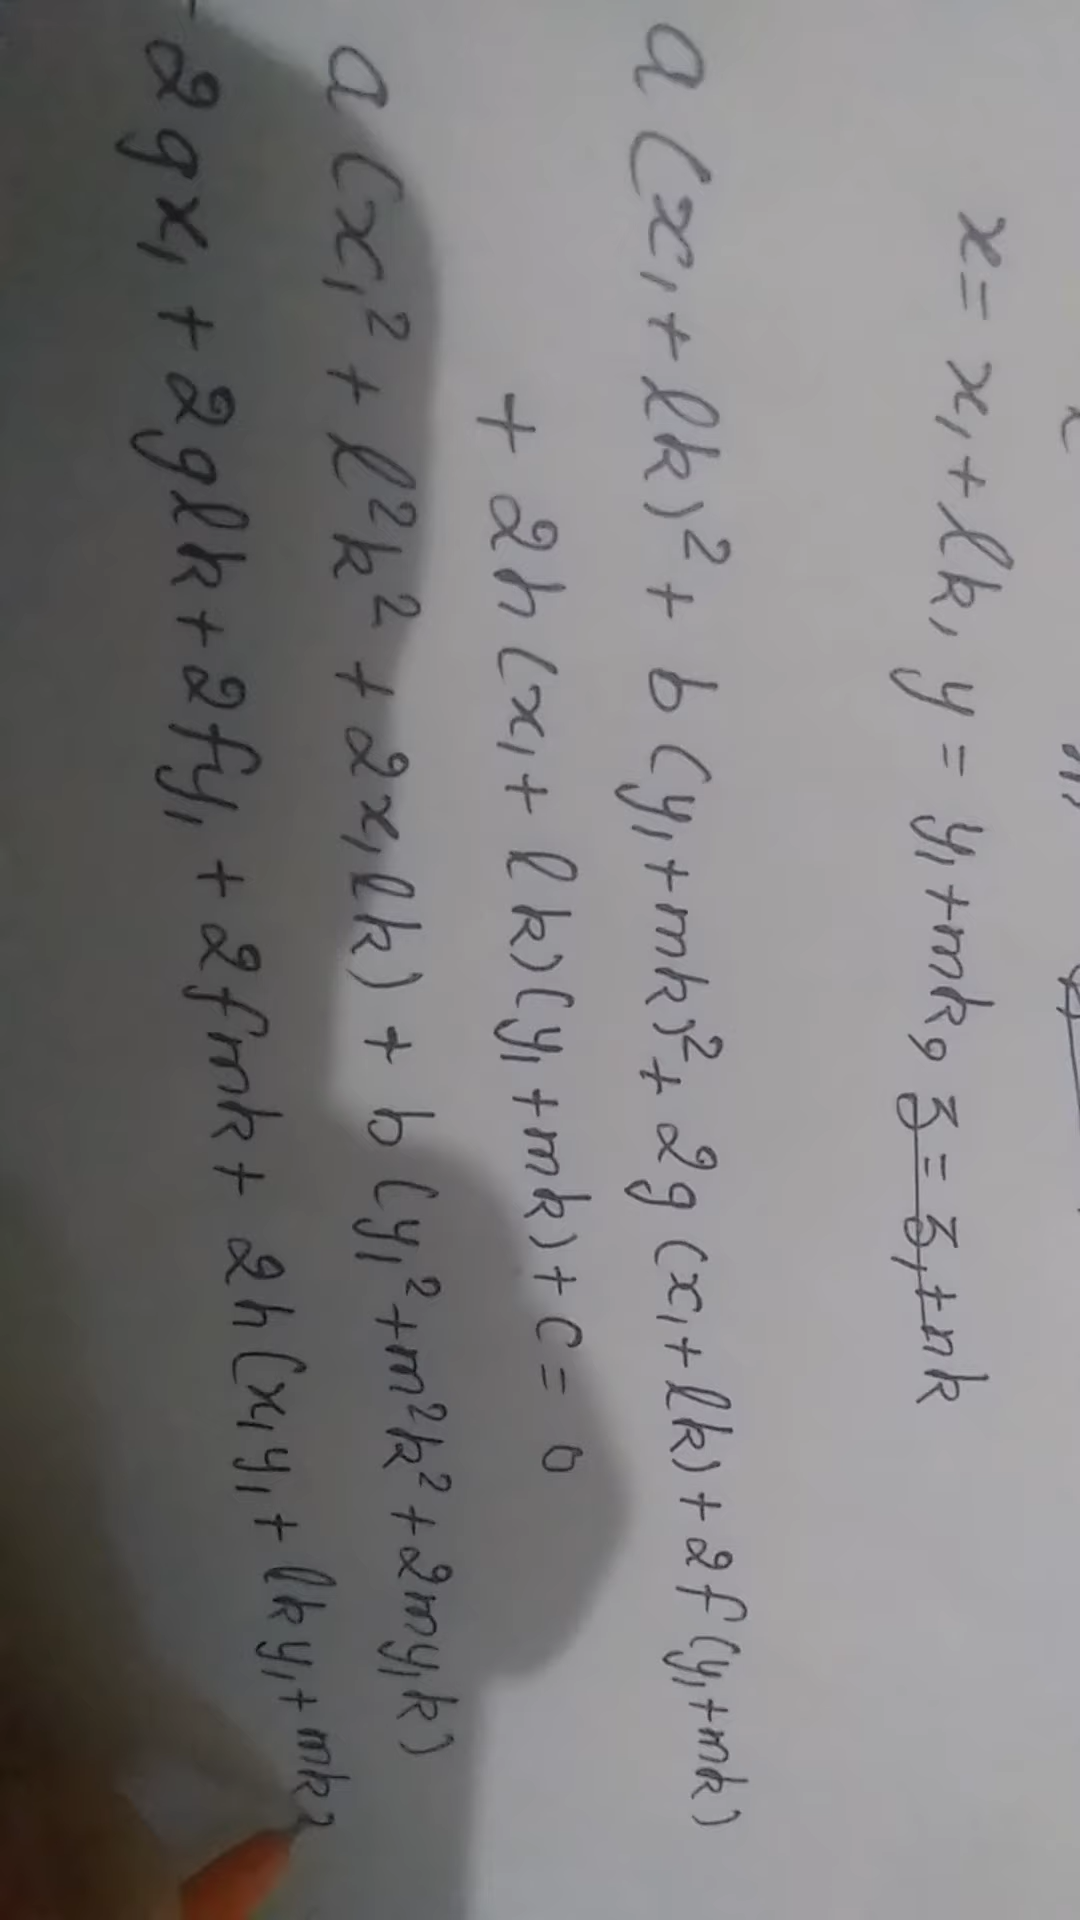 x = x₁ + lk, y = y₁ + mk, z = z₁ + nk
a (x₁ + lk)² + b (y₁ + mk)² + 2g (x₁ + lk) + 2f (y₁ + mk)
+ 2h (x₁ + lk) (y₁ + mk) + c = 0
a (x₁² + l²k² + 2x₁lk) + b (y₁² + m²k² + 2my₁k)
2gx₁ + 2glk + 2fy₁ + 2fmk + 2h (x₁y₁ + lky₁ + mk